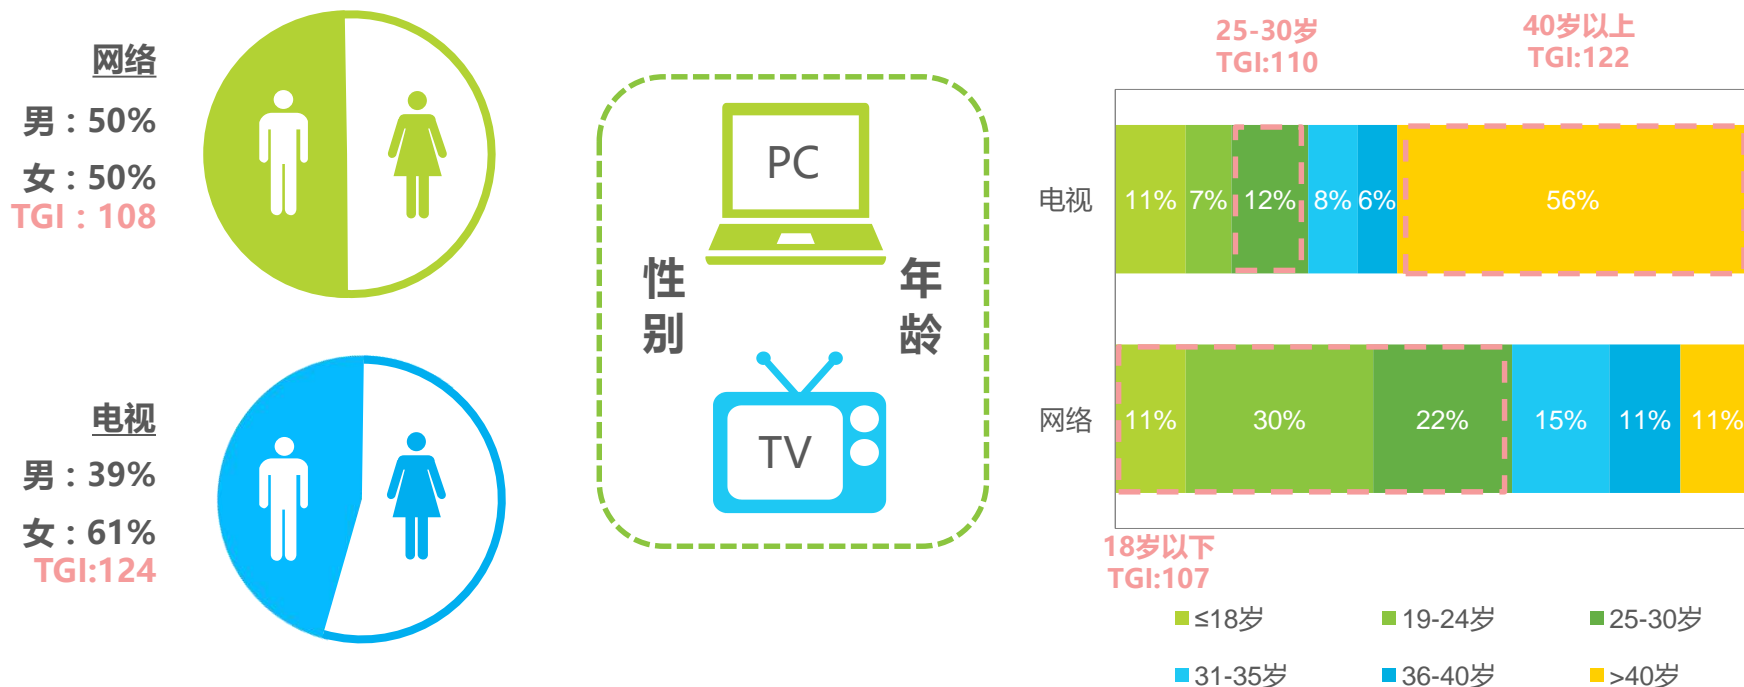 网络
男：50%
女：50%
TGI：108
电视
男：39%
女：61%
TGI:124
PC
性别
年龄
TV
25-30岁
TGI:110
40岁以上
TGI:122
电视
11% 7% 12% 8% 6% 56%
网络
11% 30% 22% 15% 11% 11%
18岁以下
TGI:107
≤18岁 19-24岁 25-30岁
31-35岁 36-40岁 >40岁